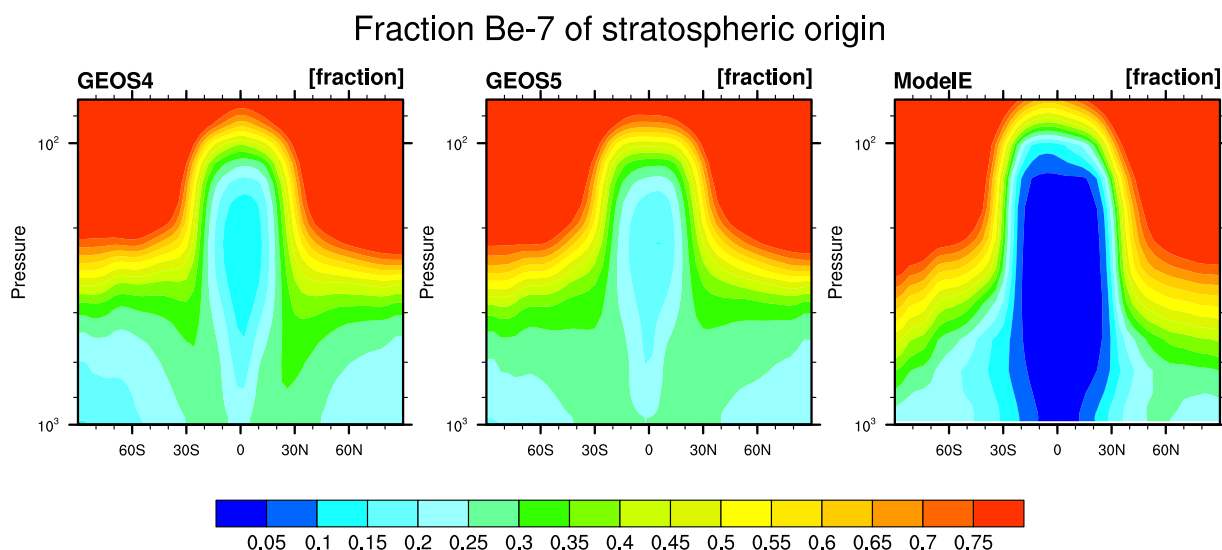 Fraction Be-7 of stratospheric origin
GEOS4 [fraction] GEOS5 [fraction] ModelE [fraction]
Pressure Pressure Pressure
10² 10² 10²
10³ 10³ 10³
60S 30S 0 30N 60N 60S 30S 0 30N 60N 60S 30S 0 30N 60N
0.05 0.1 0.15 0.2 0.25 0.3 0.35 0.4 0.45 0.5 0.55 0.6 0.65 0.7 0.75